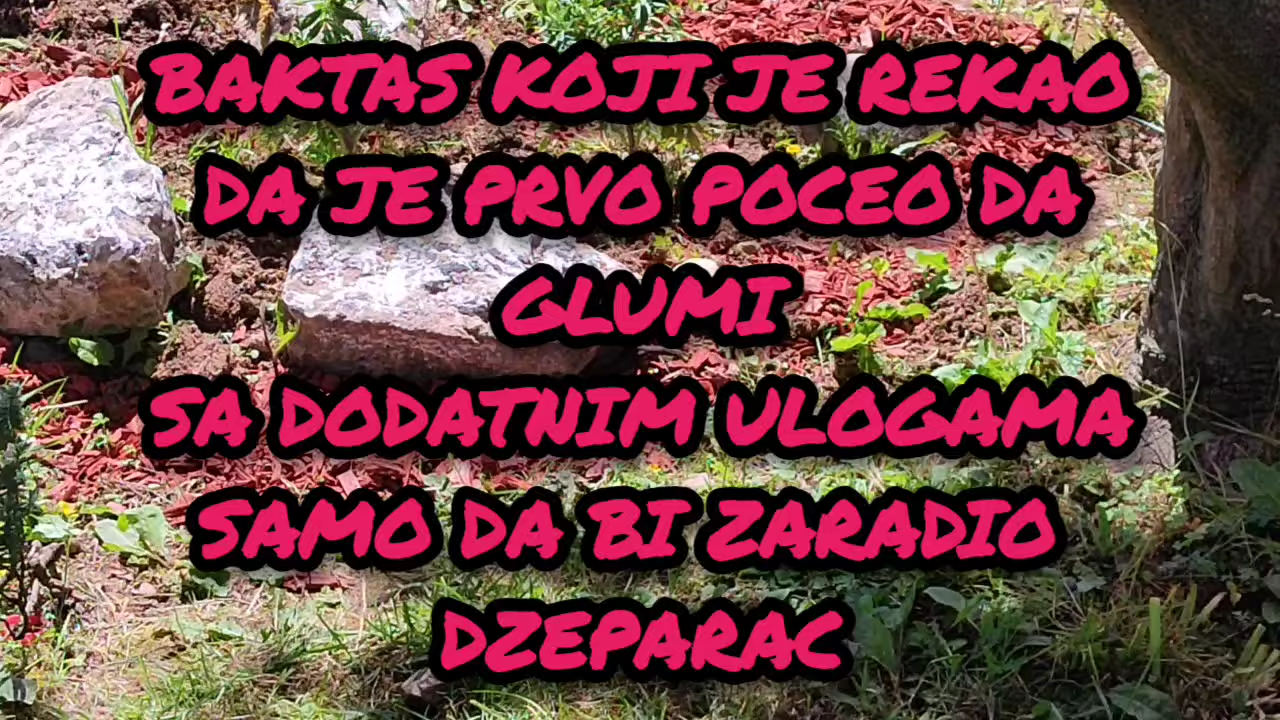 BAKTAS KOJI JE REKAO
DA JE PRVO POCEO DA
GLUMI
SA DODATNIM ULOGAMA
SAMO DA BI ZARADIO
DZEPARAC